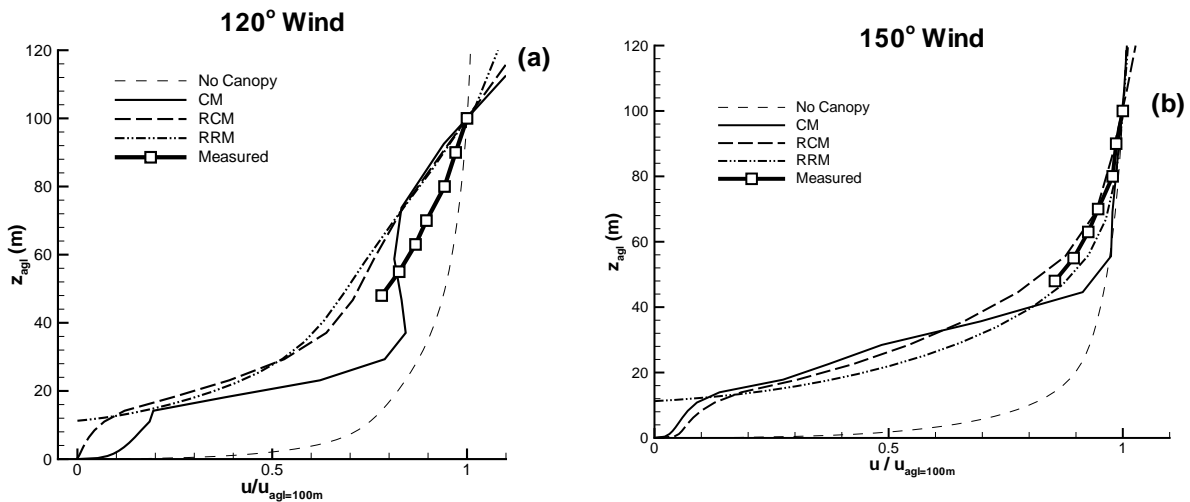 120° Wind
(a)
120
100
80
60
40
20
0
z_agl (m)
No Canopy
CM
RCM
RRM
Measured
0
0.5
1
u/u_agl=100m
150° Wind
(b)
120
100
80
60
40
20
0
z_agl (m)
No Canopy
CM
RCM
RRM
Measured
0
0.5
1
u / u_agl=100m